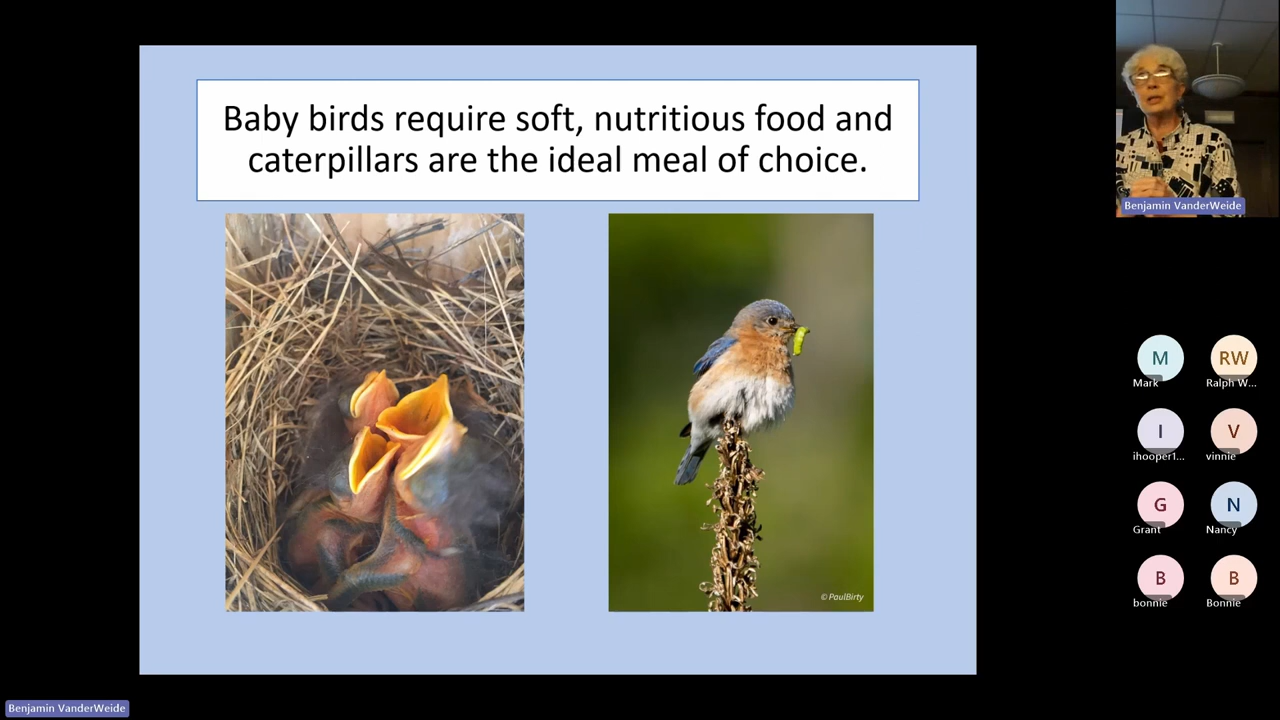 Baby birds require soft, nutritious food and
caterpillars are the ideal meal of choice.
© PaulBirty
Benjamin VanderWeide
M
RW
Mark
Ralph W...
I
V
ihooper1...
vinnie
G
N
Grant
Nancy
B
B
bonnie
Bonnie
Benjamin VanderWeide